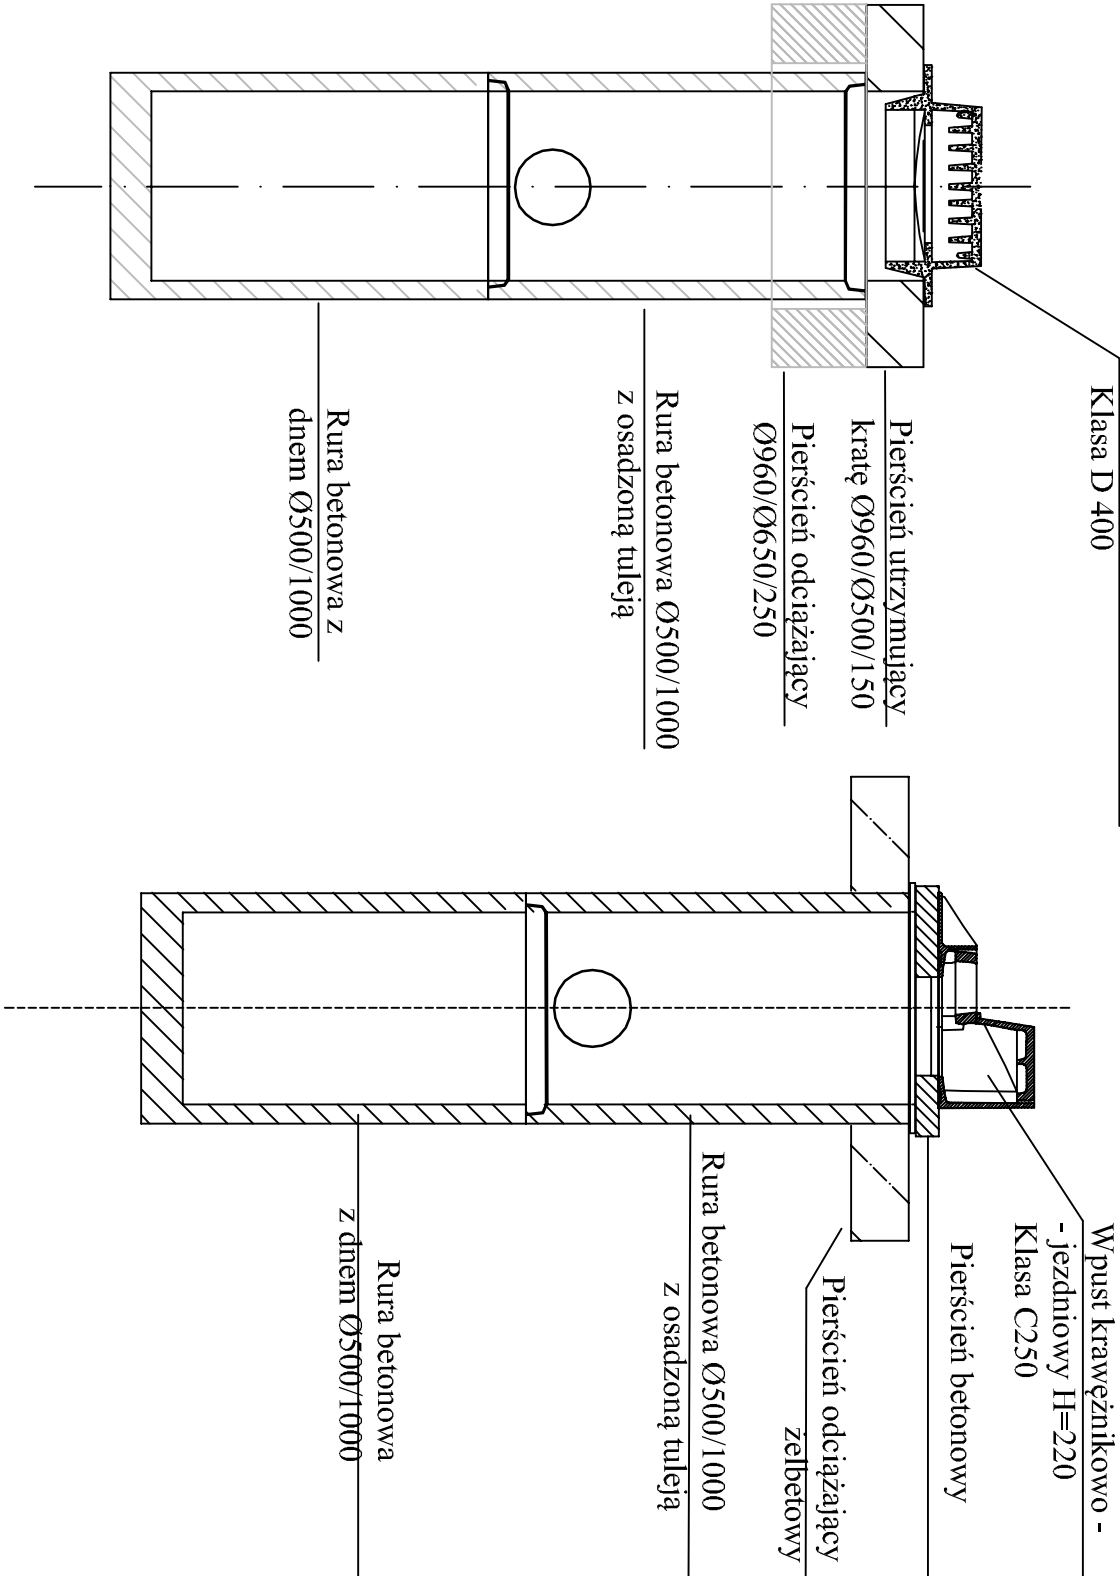 Klasa D 400
Pierścień utrzymujący
kratę Ø960/Ø500/150
Pierścień odciążający
Ø960/Ø650/250
Rura betonowa Ø500/1000
z osadzoną tuleją
Rura betonowa z
dnem Ø500/1000
Wpust krawężnikowo -
- jezdniowy H=220
Klasa C250
Pierścień betonowy
Pierścień odciążający
żelbetowy
Rura betonowa Ø500/1000
z osadzoną tuleją
Rura betonowa
z dnem Ø500/1000